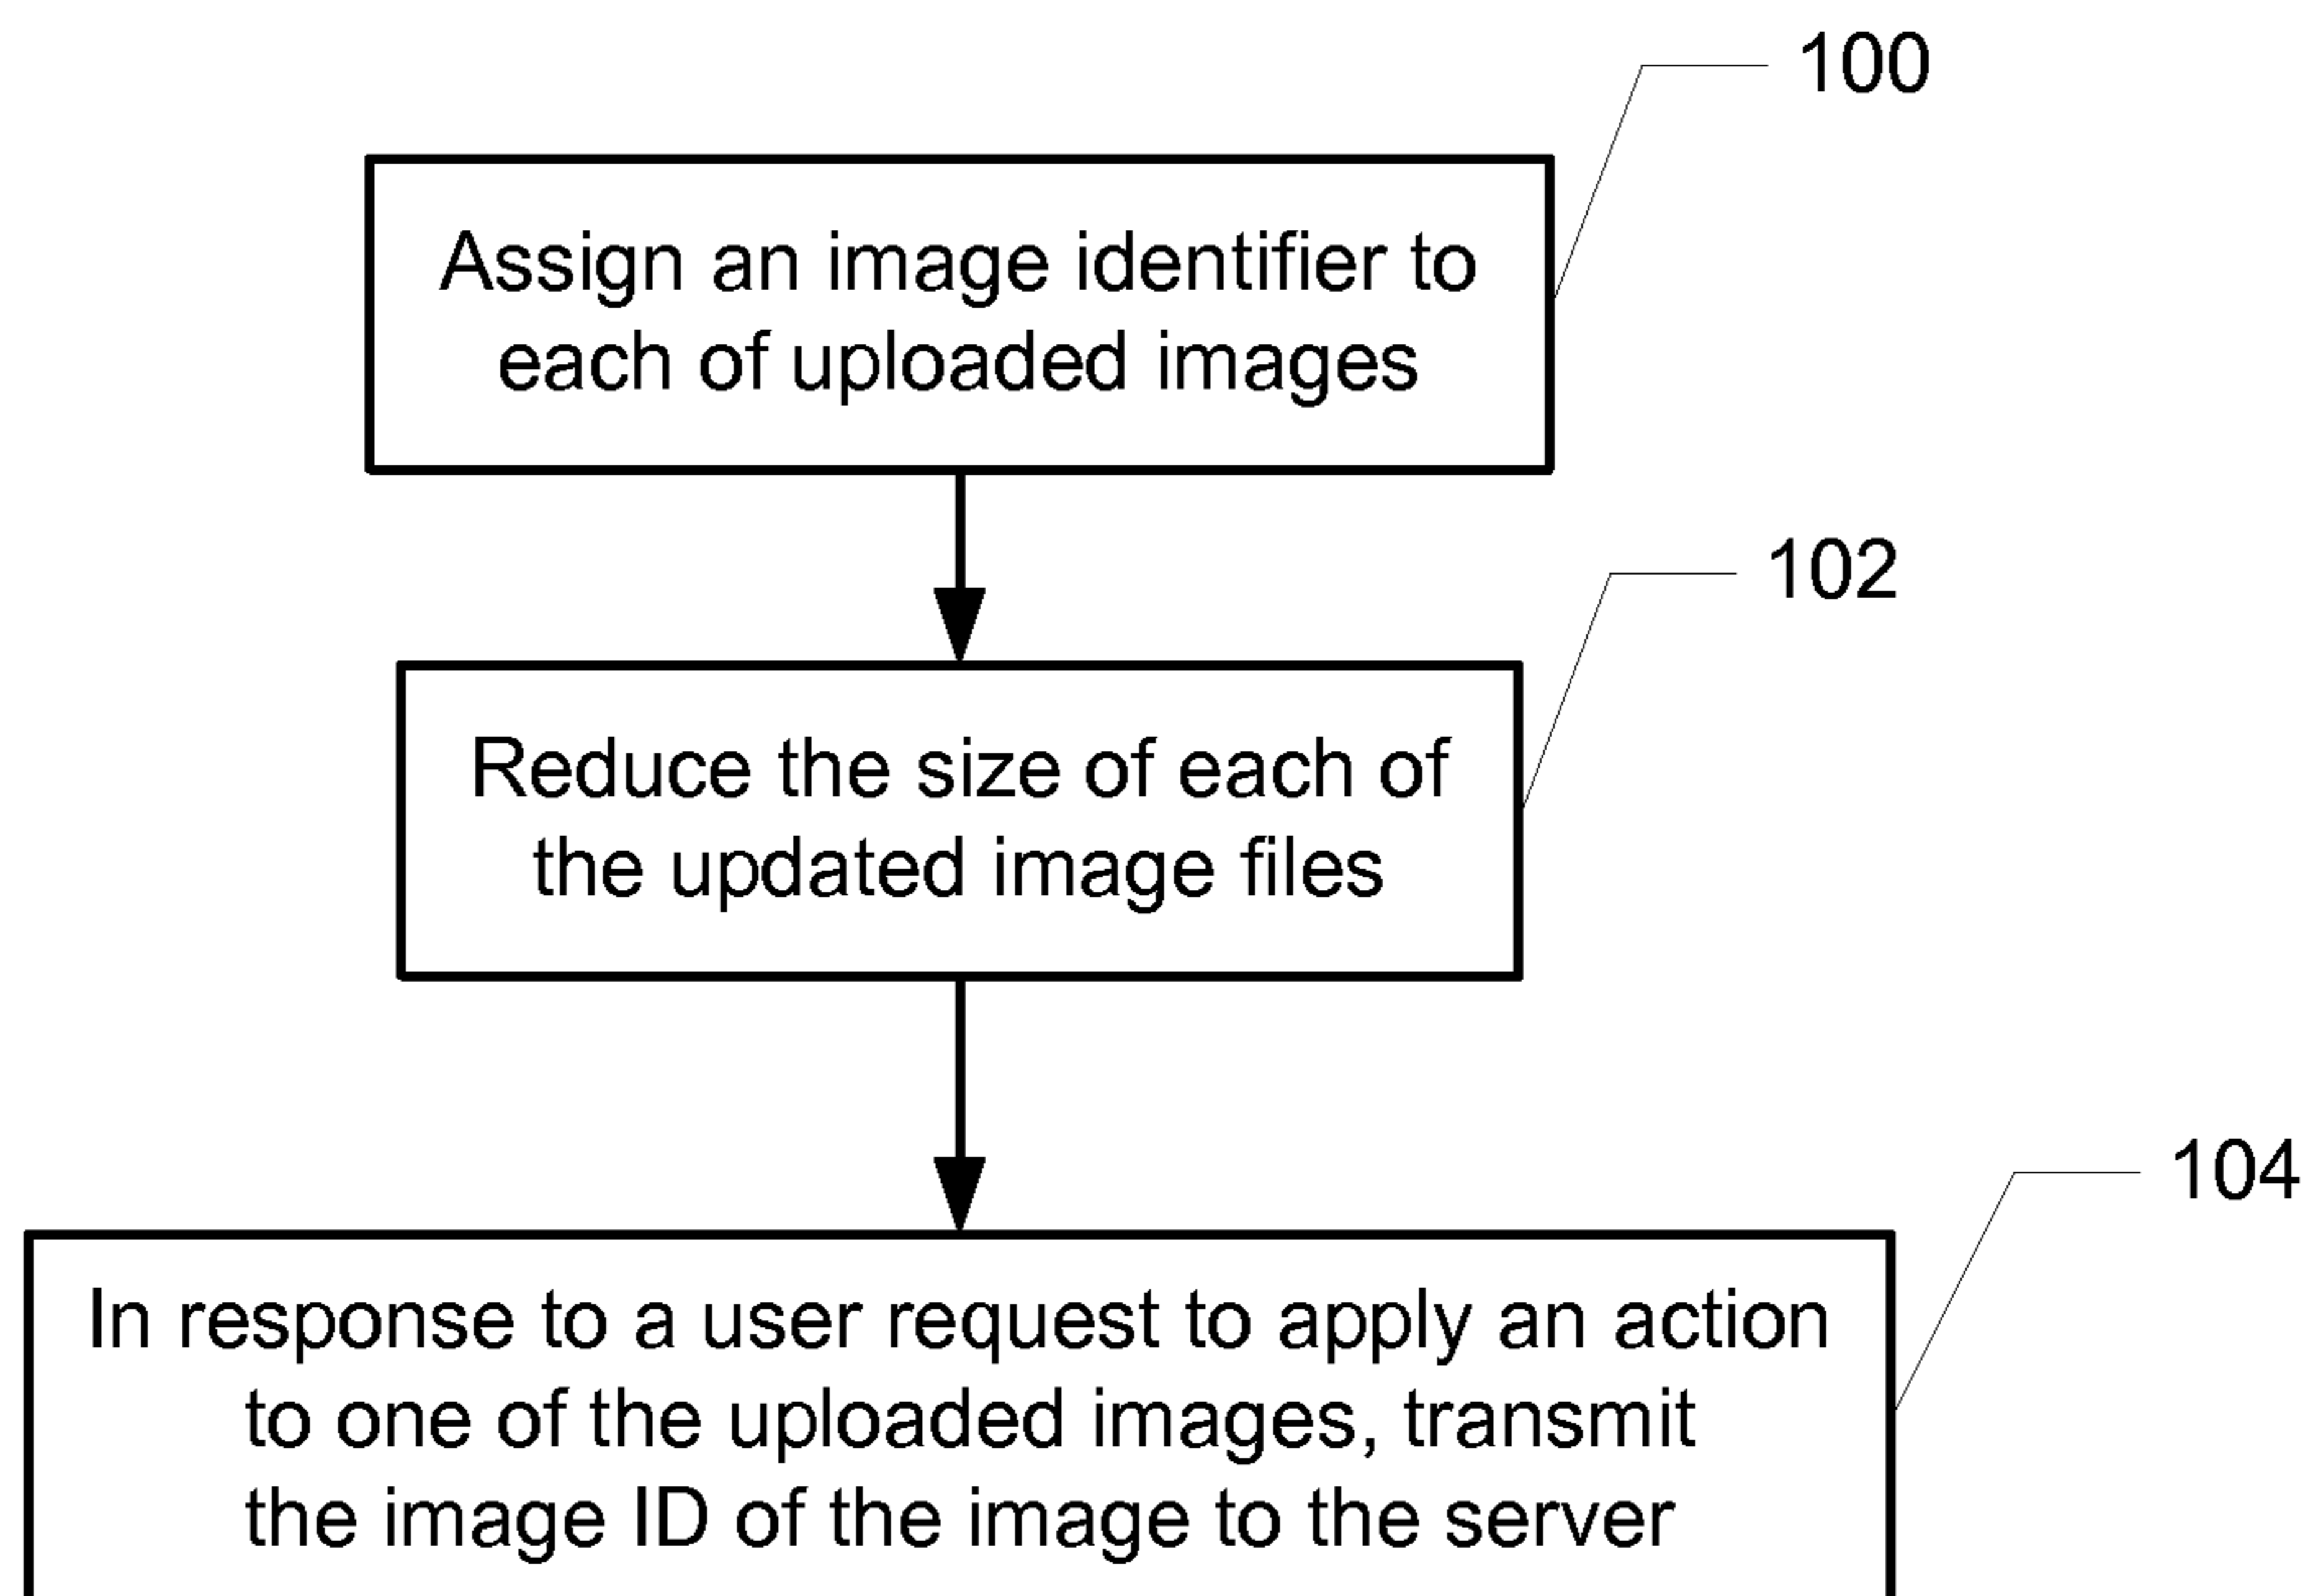 100
Assign an image identifier to
each of uploaded images
102
Reduce the size of each of
the updated image files
104
In response to a user request to apply an action
to one of the uploaded images, transmit
the image ID of the image to the server